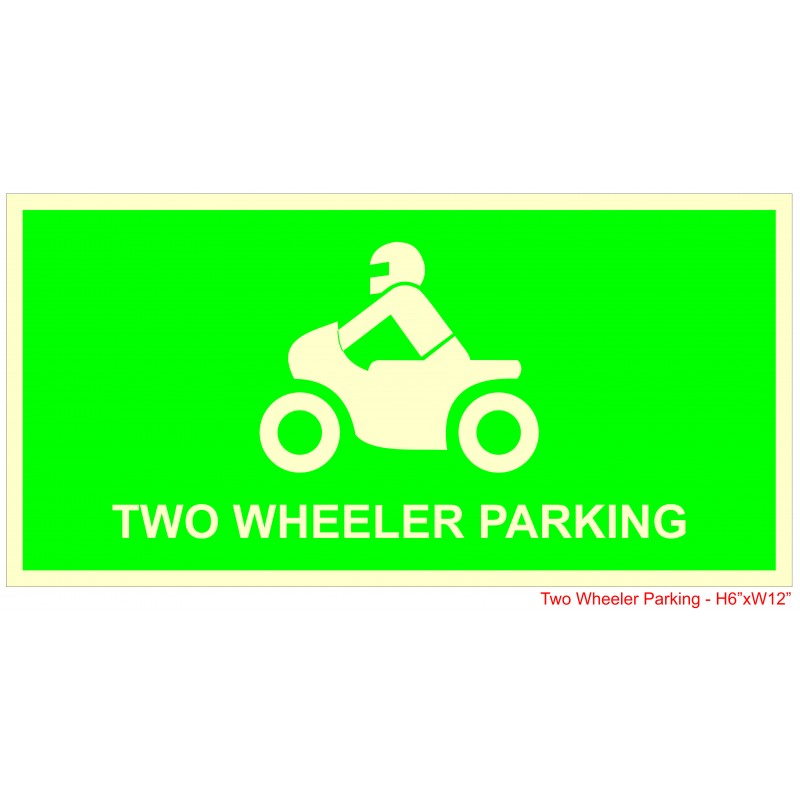 TWO WHEELER PARKING
Two Wheeler Parking - H6”xW12”